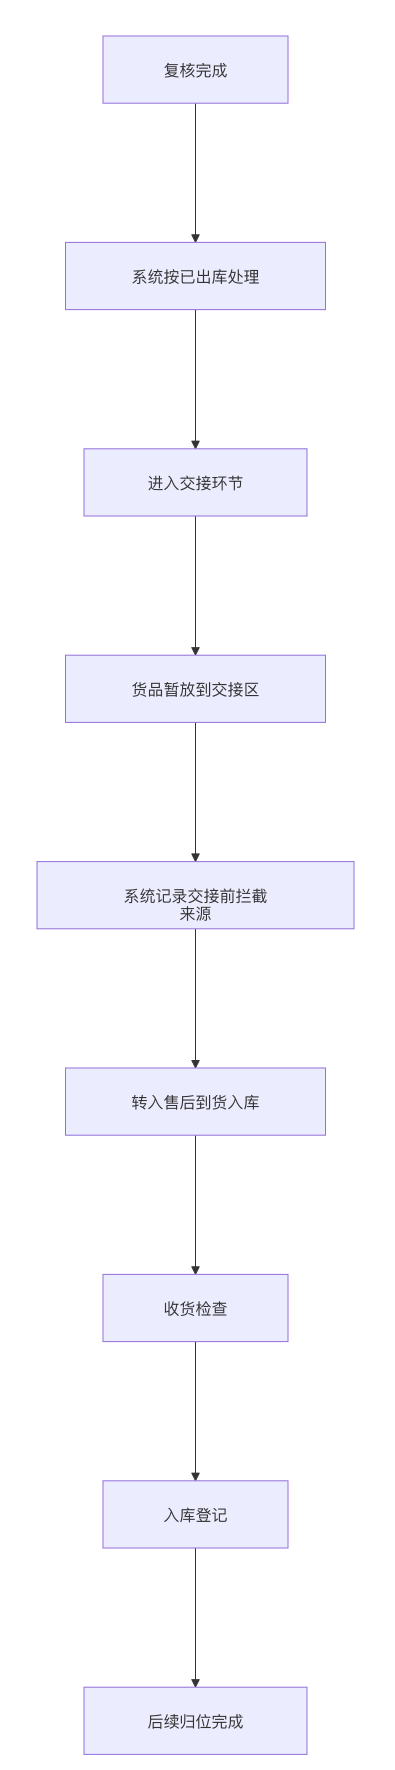 复核完成
系统按已出库处理
进入交接环节
货品暂放到交接区
系统记录交接前拦截
来源
转入售后到货入库
收货检查
入库登记
后续归位完成